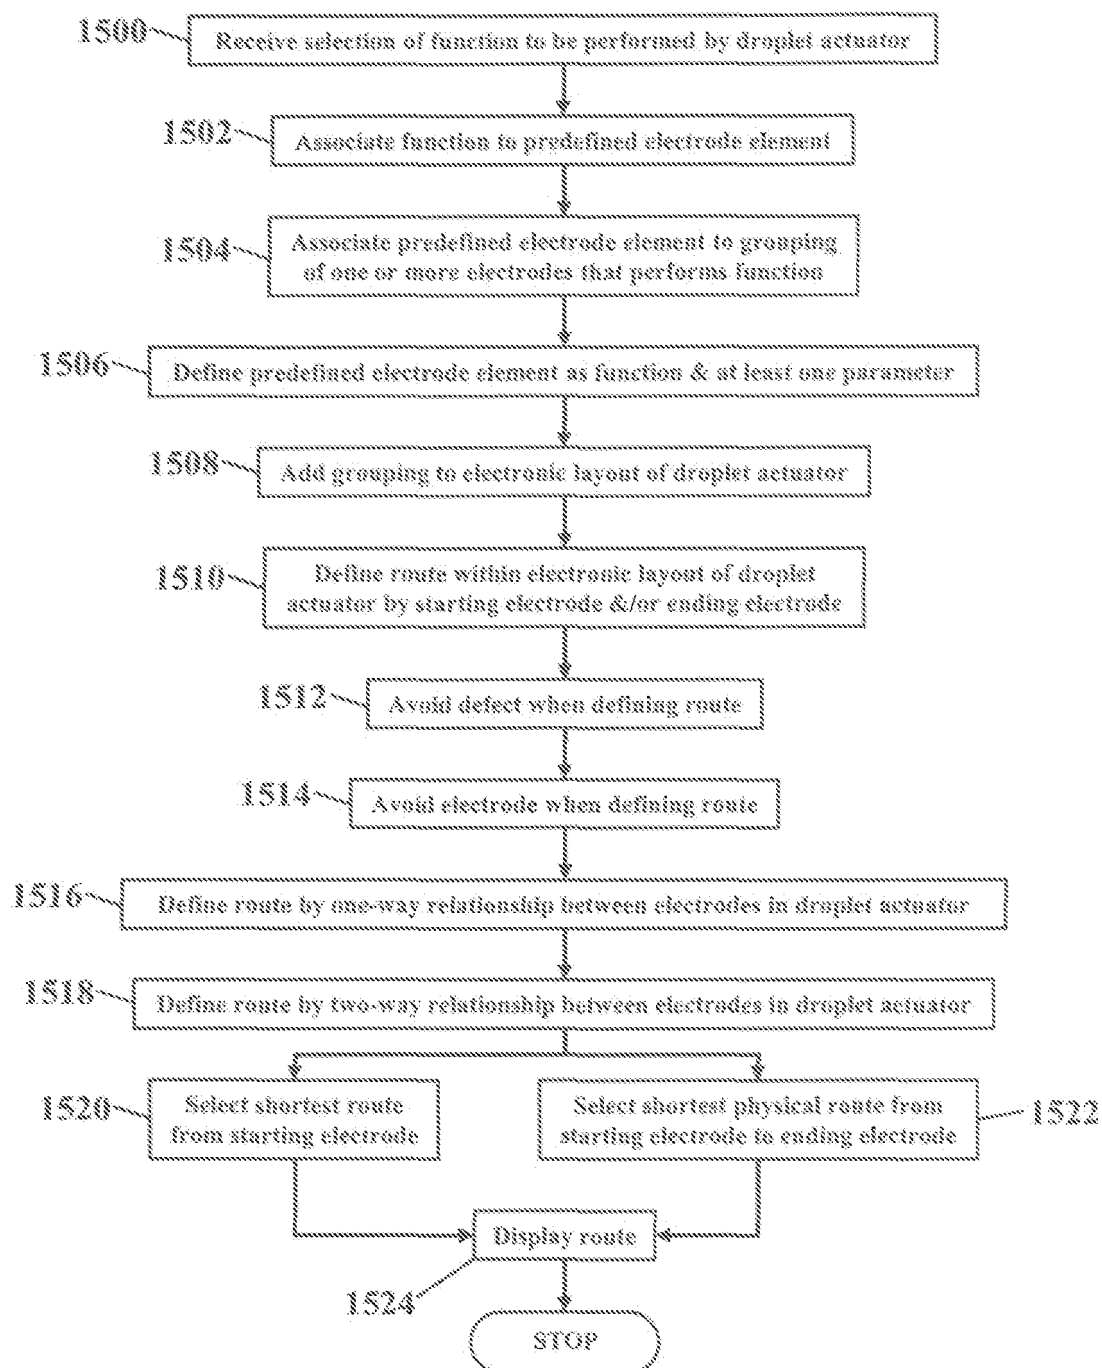 1500
Receive selection of function to be performed by droplet actuator
1502
Associate function to predefined electrode element
1504
Associate predefined electrode element to grouping
of one or more electrodes that performs function
1506
Define predefined electrode element as function & at least one parameter
1508
Add grouping to electronic layout of droplet actuator
1510
Define route within electronic layout of droplet
actuator by starting electrode &/or ending electrode
1512
Avoid defect when defining route
1514
Avoid electrode when defining route
1516
Define route by one-way relationship between electrodes in droplet actuator
1518
Define route by two-way relationship between electrodes in droplet actuator
1520
Select shortest route
from starting electrode
Select shortest physical route from
starting electrode to ending electrode
1522
Display route
1524
STOP